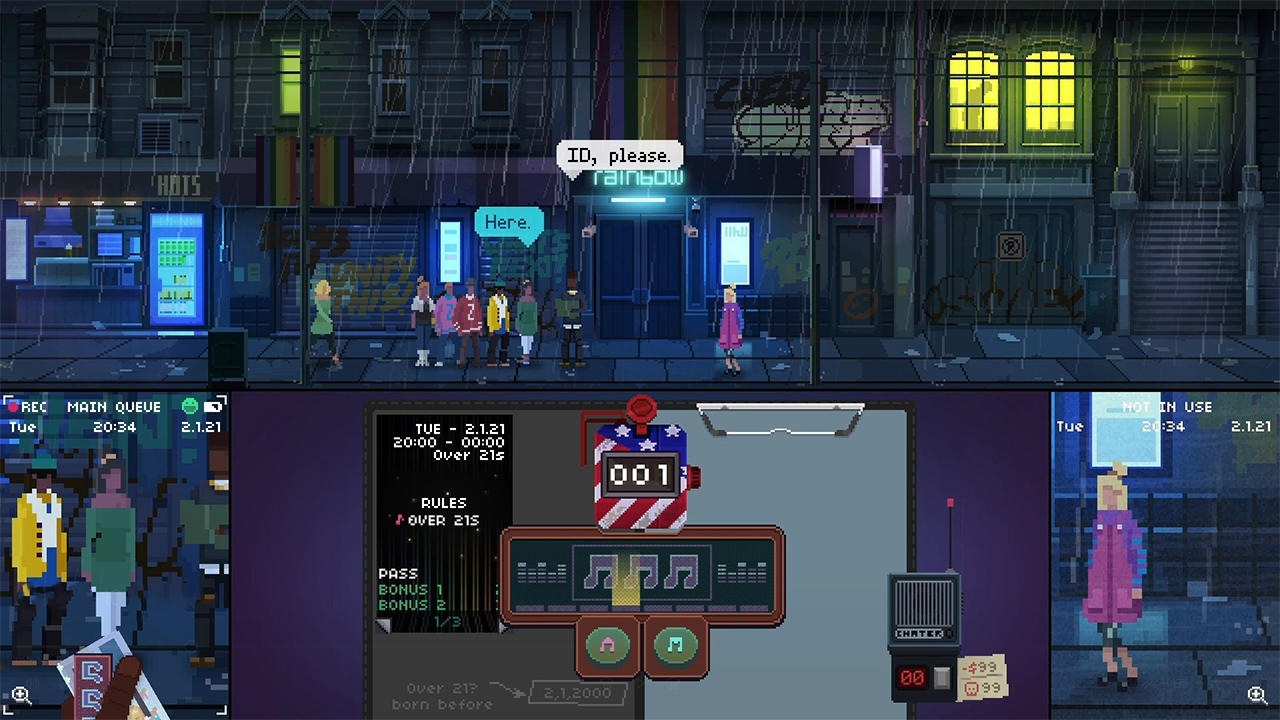 HOTS
ID, please.
rainbow
Here.
REC MAIN QUEUE
Tue 20:34 2.1.21
TUE - 2.1.21
20:00 - 00:00
Over 21s
RULES
OVER 21S
PASS
BONUS 1
BONUS 2
1/3
001
Over 21?
born before
2,1,2000
NOT IN USE
Tue 20:34 2.1.21
CHATER
00
-$99
99